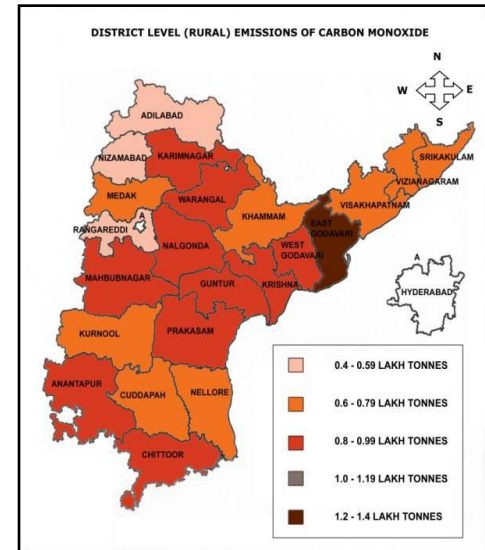 DISTRICT LEVEL (RURAL) EMISSIONS OF CARBON MONOXIDE
N
W E
S
ADILABAD
NIZAMABAD
KARIMNAGAR
SRIKAKULAM
VIZIANAGARAM
MEDAK
WARANGAL
VISAKHAPATNAM
KHAMMAM
RANGAREDDI
A
EAST
GODAVARI
WEST
GODAVARI
NALGONDA
A
HYDERABAD
MAHBUBNAGAR
GUNTUR
KRISHNA
KURNOOL
PRAKASAM
ANANTAPUR
CUDDAPAH
NELLORE
CHITTOOR
0.4 - 0.59 LAKH TONNES
0.6 - 0.79 LAKH TONNES
0.8 - 0.99 LAKH TONNES
1.0 - 1.19 LAKH TONNES
1.2 - 1.4 LAKH TONNES